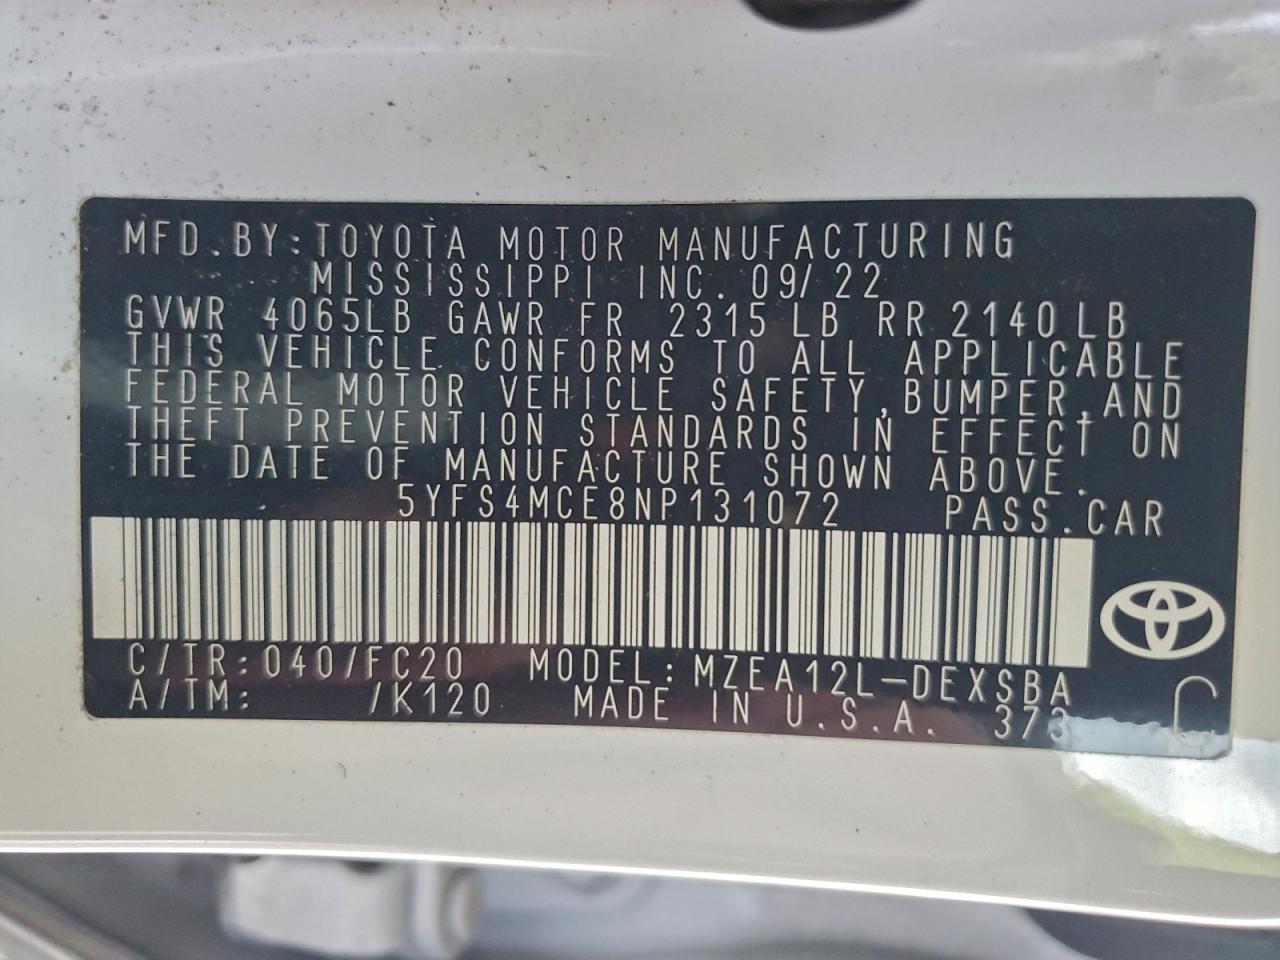 MFD.BY:TOYOTA MOTOR MANUFACTURING
MISSISSIPPI INC. 09/22
GVWR 4065LB GAWR FR 2315 LB RR 2140 LB
THIS VEHICLE CONFORMS TO ALL APPLICABLE
FEDERAL MOTOR VEHICLE SAFETY,BUMPER,AND
THEFT PREVENTION STANDARDS IN EFFECT ON
THE DATE OF MANUFACTURE SHOWN ABOVE.
5YFS4MCE8NP131072 PASS.CAR
C/TR:040/FC20 MODEL:MZEA12L-DEXSBA
A/TM: /K120 MADE IN U.S.A. 373 C